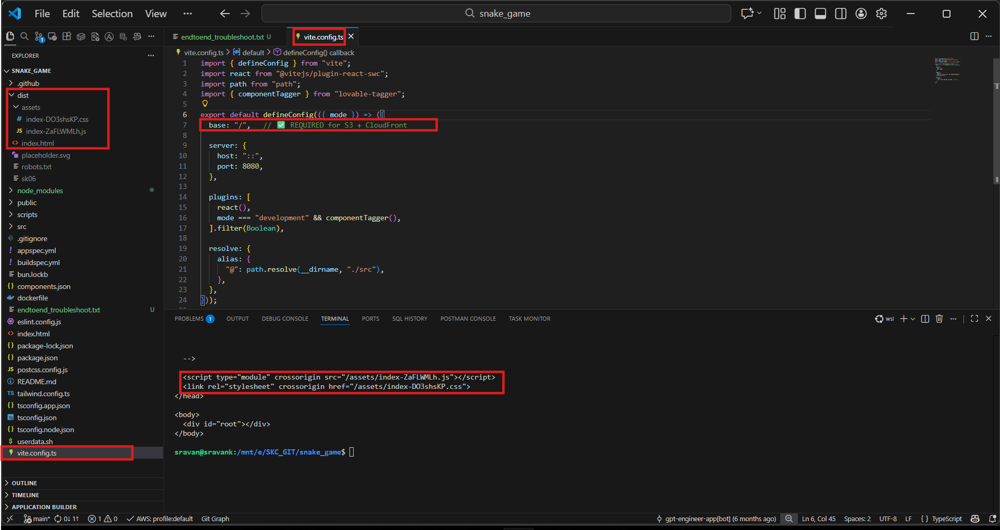 File Edit Selection View
snake_game
EXPLORER
SNAKE_GAME
.github
dist
assets
# index-DO3shsKP.css
JS index-ZaFLWMLh.js
<> index.html
placeholder.svg
robots.txt
sk06
node_modules
public
scripts
src
.gitignore
! appspec.yml
! buildspec.yml
bun.lockb
{} components.json
dockerfile
endtoend_troubleshoot.txt U
eslint.config.js
<> index.html
{} package-lock.json
{} package.json
JS postcss.config.js
README.md
TS tailwind.config.ts
{} tsconfig.app.json
TS tsconfig.json
{} tsconfig.node.json
$ userdata.sh
vite.config.ts
OUTLINE
TIMELINE
APPLICATION BUILDER
endtoend_troubleshoot.txt U
vite.config.ts
vite.config.ts > default > defineConfig() callback
1 import { defineConfig } from "vite";
2 import react from "@vitejs/plugin-react-swc";
3 import path from "path";
4 import { componentTagger } from "lovable-tagger";
5
6 export default defineConfig(({ mode }) => ({
7 base: "/", // ✅ REQUIRED for S3 + CloudFront
8
9 server: {
10 host: "::",
11 port: 8080,
12 },
13
14 plugins: [
15 react(),
16 mode === "development" && componentTagger(),
17 ].filter(Boolean),
18
19 resolve: {
20 alias: {
21 "@": path.resolve(__dirname, "./src"),
22 },
23 },
24 }));
PROBLEMS 1 OUTPUT DEBUG CONSOLE TERMINAL PORTS SQL HISTORY POSTMAN CONSOLE TASK MONITOR
wsl
-->
<script type="module" crossorigin src="/assets/index-ZaFLWMLh.js"></script>
<link rel="stylesheet" crossorigin href="/assets/index-DO3shsKP.css">
</head>
<body>
<div id="root"></div>
</body>
sravan@sravank:/mnt/e/SKC_GIT/snake_game$
main* 0↓ 1↑ 1 0 AWS: profile:default Git Graph
gpt-engineer-app[bot] (6 months ago) Ln 6, Col 45 Spaces: 2 UTF-8 LF {} TypeScript